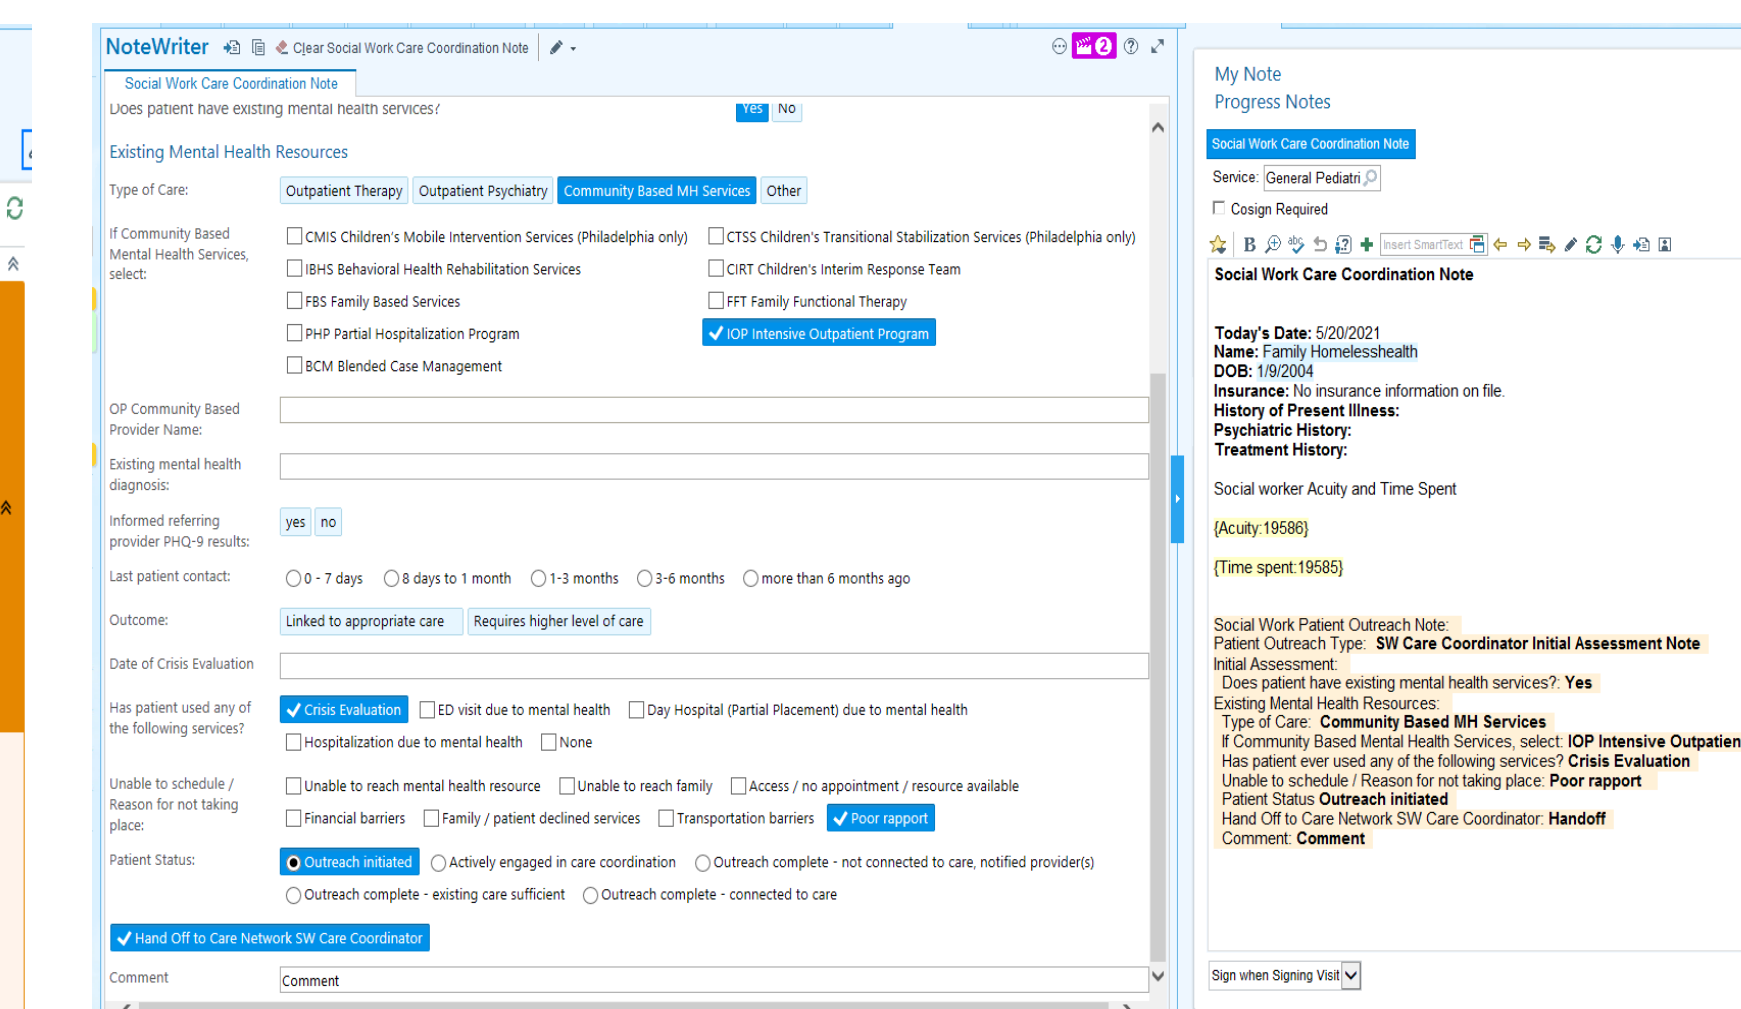 NoteWriter Clear Social Work Care Coordination Note 2
Social Work Care Coordination Note
Does patient have existing mental health services? Yes No
Existing Mental Health Resources
Type of Care: Outpatient Therapy Outpatient Psychiatry Community Based MH Services Other
If Community Based
Mental Health Services,
select:
CMIS Children's Mobile Intervention Services (Philadelphia only) CTSS Children's Transitional Stabilization Services (Philadelphia only)
IBHS Behavioral Health Rehabilitation Services CIRT Children's Interim Response Team
FBS Family Based Services FFT Family Functional Therapy
PHP Partial Hospitalization Program IOP Intensive Outpatient Program
BCM Blended Case Management
OP Community Based
Provider Name:
Existing mental health
diagnosis:
Informed referring
provider PHQ-9 results:
yes no
Last patient contact: 0 - 7 days 8 days to 1 month 1-3 months 3-6 months more than 6 months ago
Outcome: Linked to appropriate care Requires higher level of care
Date of Crisis Evaluation
Has patient used any of
the following services?
Crisis Evaluation ED visit due to mental health Day Hospital (Partial Placement) due to mental health
Hospitalization due to mental health None
Unable to schedule /
Reason for not taking
place:
Unable to reach mental health resource Unable to reach family Access / no appointment / resource available
Financial barriers Family / patient declined services Transportation barriers Poor rapport
Patient Status: Outreach initiated Actively engaged in care coordination Outreach complete - not connected to care, notified provider(s)
Outreach complete - existing care sufficient Outreach complete - connected to care
Hand Off to Care Network SW Care Coordinator
Comment Comment
My Note
Progress Notes
Social Work Care Coordination Note
Service: General Pediatri
Cosign Required
B Insert SmartText
Social Work Care Coordination Note
Today's Date: 5/20/2021
Name: Family Homelesshealth
DOB: 1/9/2004
Insurance: No insurance information on file.
History of Present Illness:
Psychiatric History:
Treatment History:
Social worker Acuity and Time Spent
{Acuity:19586}
{Time spent:19585}
Social Work Patient Outreach Note:
Patient Outreach Type: SW Care Coordinator Initial Assessment Note
Initial Assessment:
Does patient have existing mental health services?: Yes
Existing Mental Health Resources:
Type of Care: Community Based MH Services
If Community Based Mental Health Services, select: IOP Intensive Outpatien
Has patient ever used any of the following services? Crisis Evaluation
Unable to schedule / Reason for not taking place: Poor rapport
Patient Status Outreach initiated
Hand Off to Care Network SW Care Coordinator: Handoff
Comment: Comment
Sign when Signing Visit